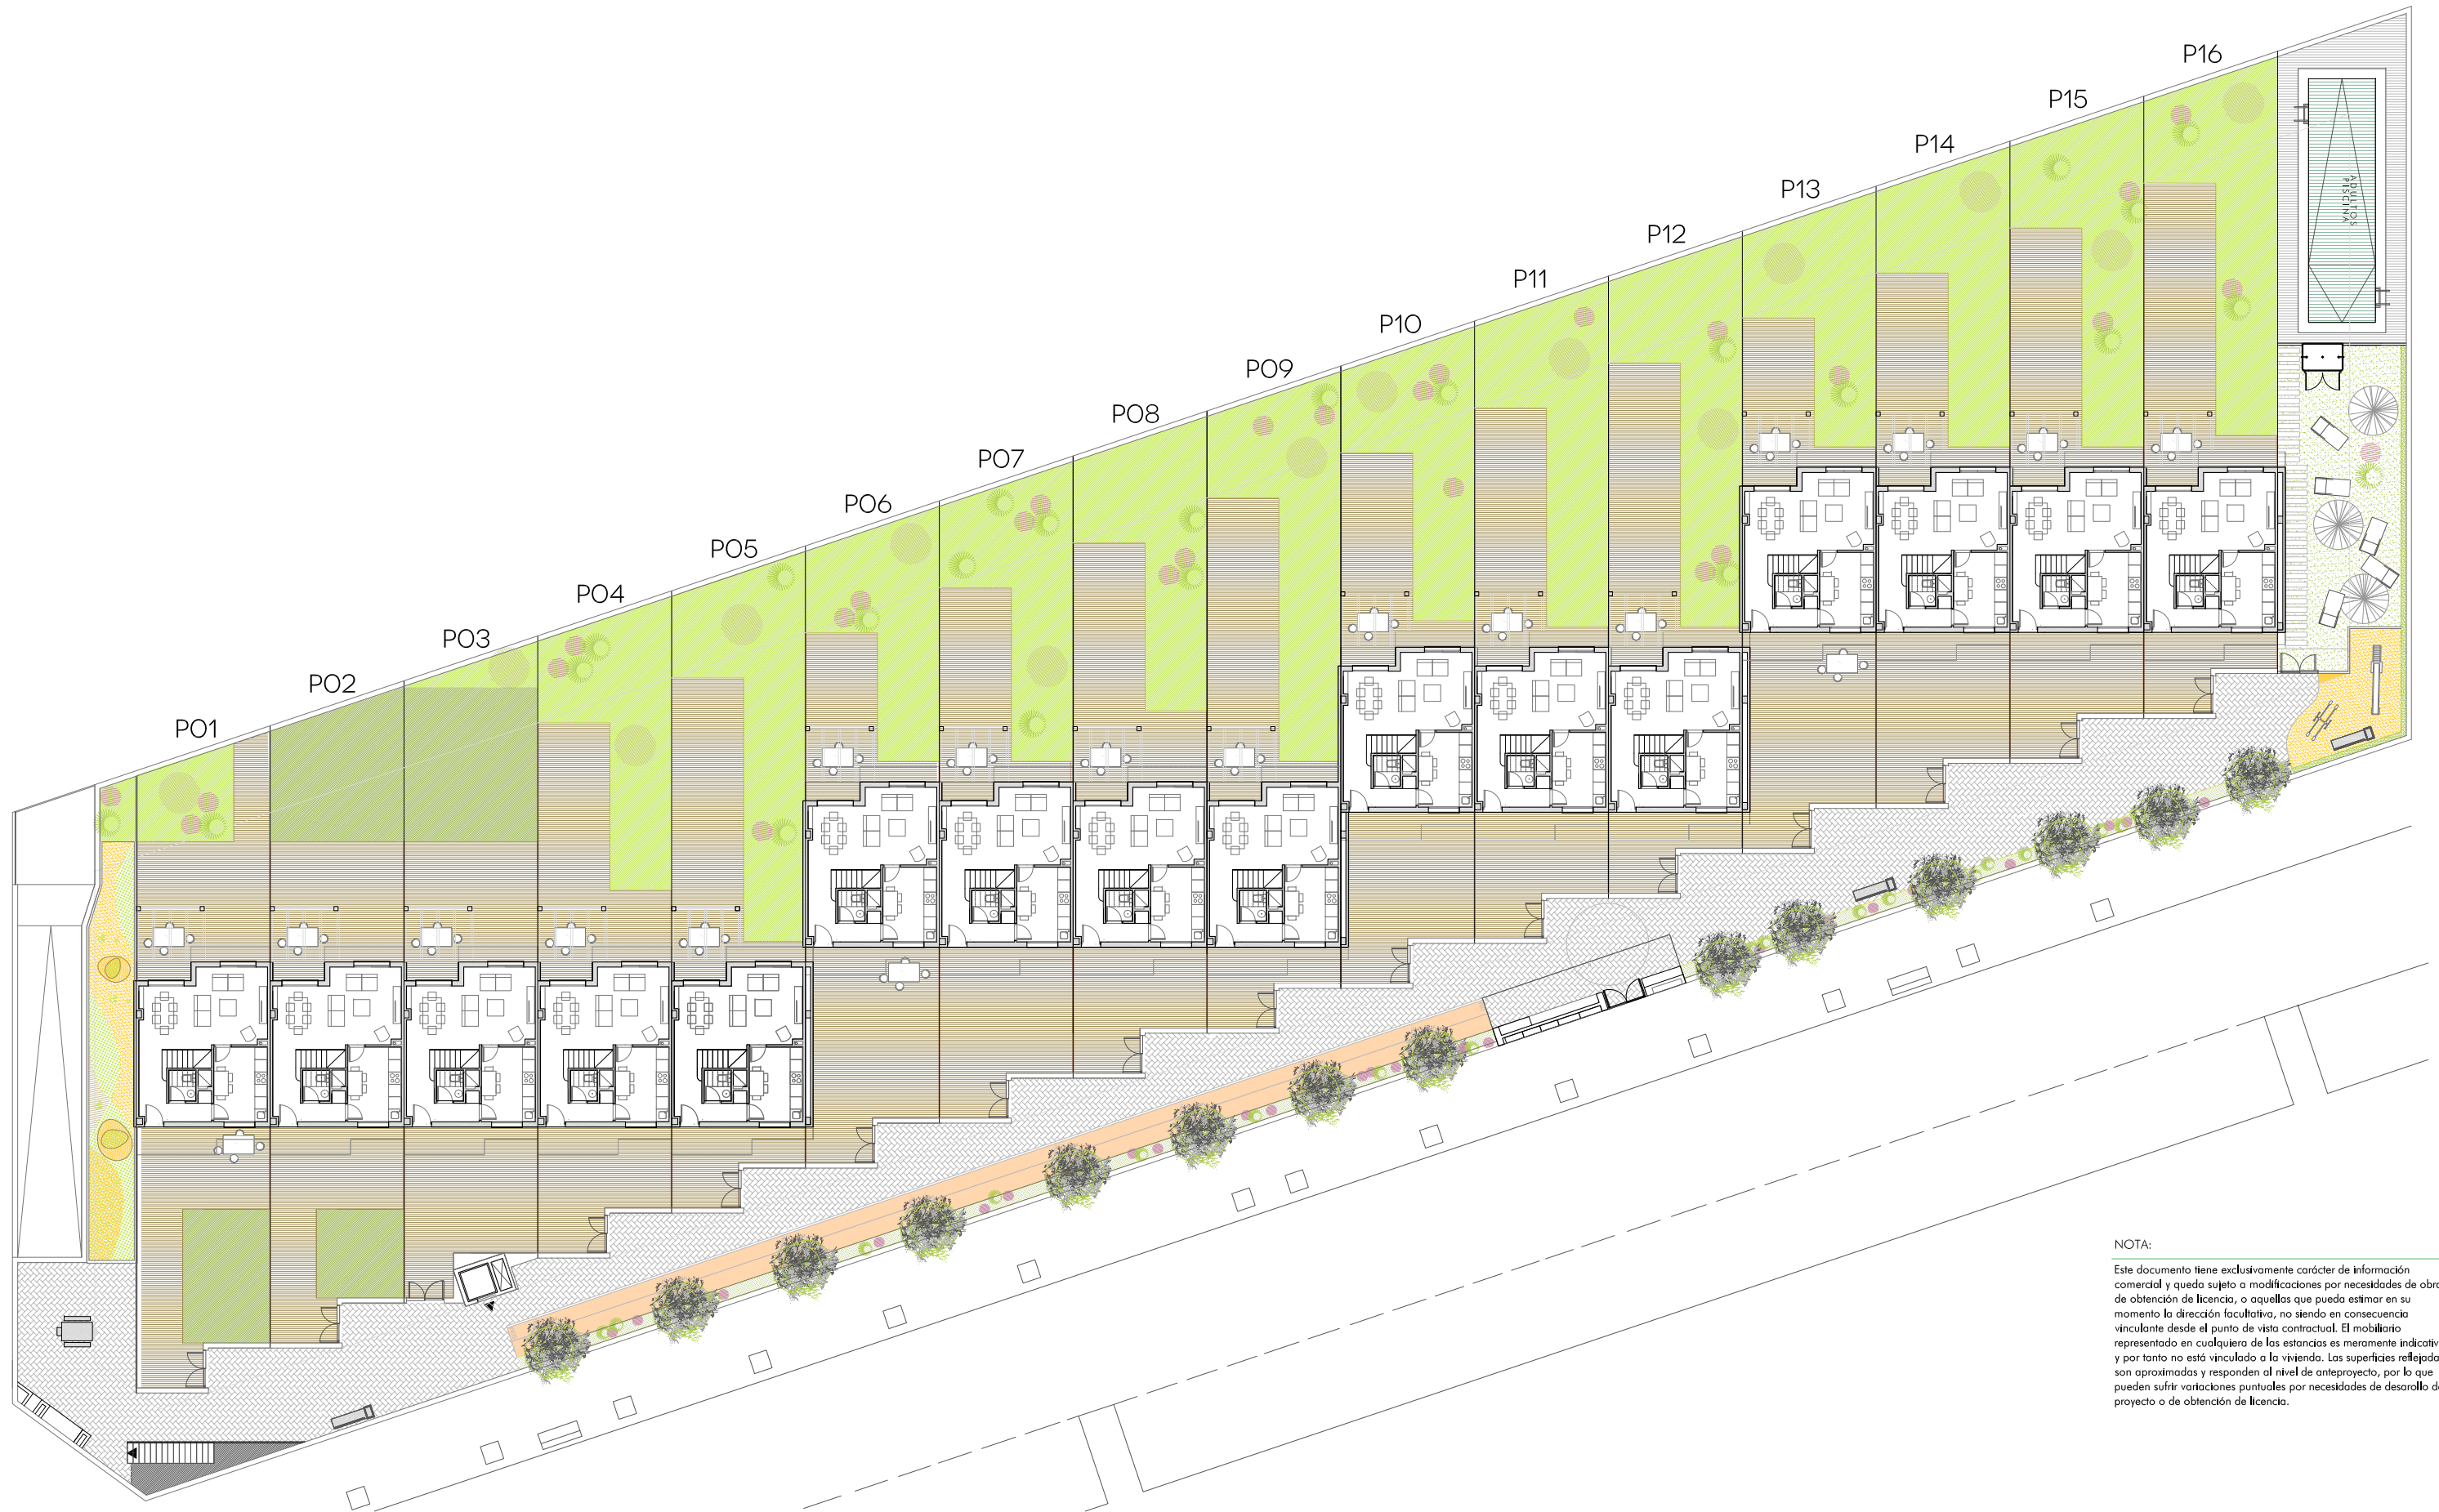 P16
P15
P14
P13
P12
P11
P10
P09
P08
P07
P06
P05
P04
P03
P02
P01
PISCINA
ADULTOS
NOTA:
Este documento tiene exclusivamente carácter de información
comercial y queda sujeto a modificaciones por necesidades de obra
de obtención de licencia, o aquellas que pueda estimar en su
momento la dirección facultativa, no siendo en consecuencia
vinculante desde el punto de vista contractual. El mobiliario
representado en cualquiera de las estancias es meramente indicativ
y por tanto no está vinculado a la vivienda. Las superficies reflejada
son aproximadas y responden al nivel de anteproyecto, por lo que
pueden sufrir variaciones puntuales por necesidades de desarollo d
proyecto o de obtención de licencia.